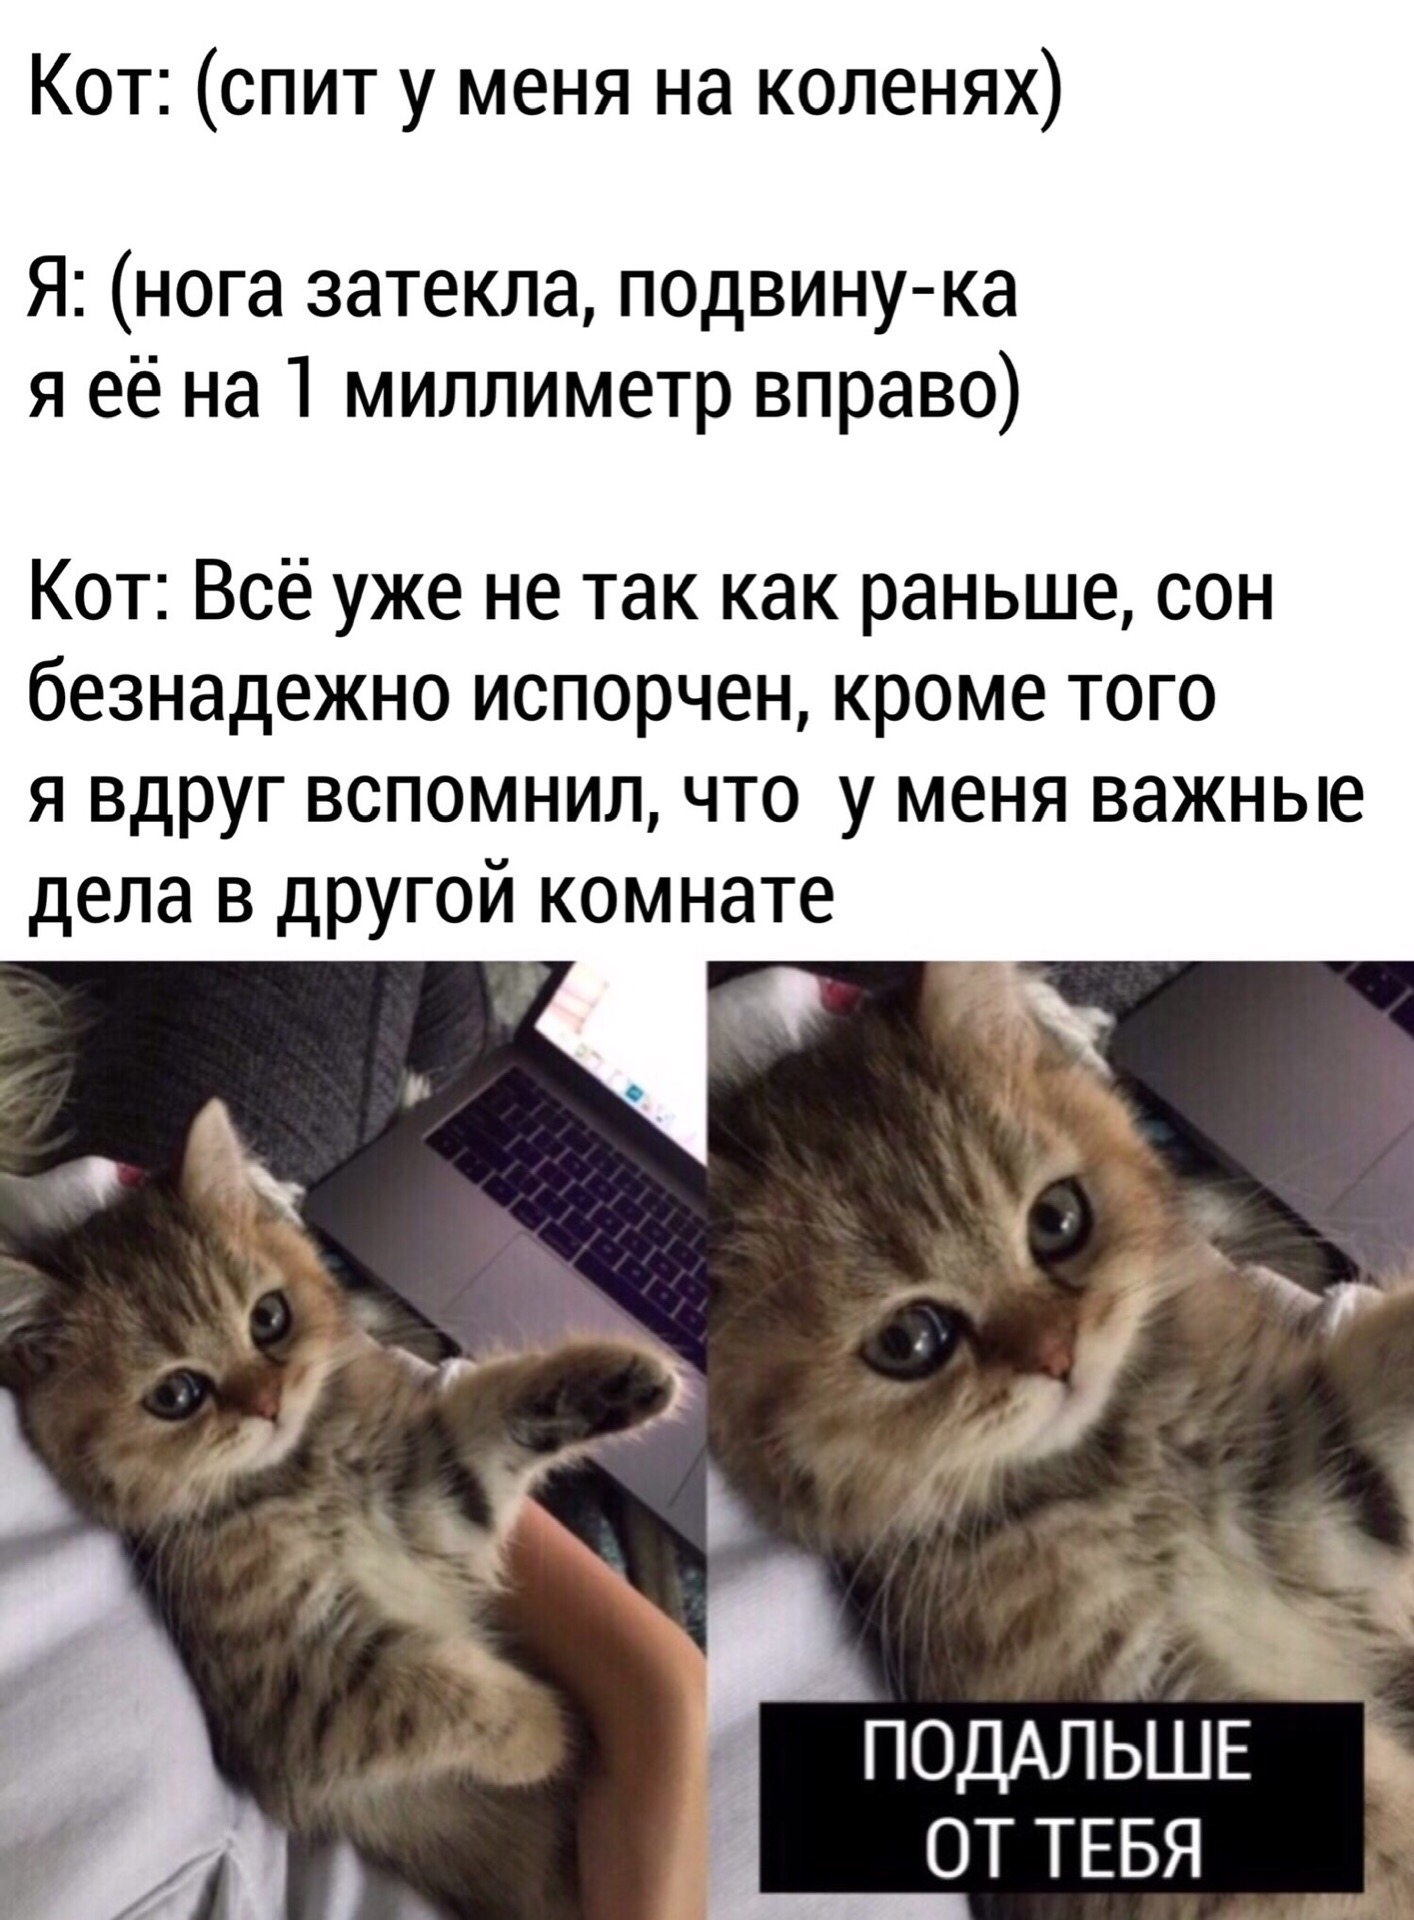 Кот: (спит у меня на коленях)
Я: (нога затекла, подвину-ка
я её на 1 миллиметр вправо)
Кот: Всё уже не так как раньше, сон
безнадежно испорчен, кроме того
я вдруг вспомнил, что у меня важные
дела в другой комнате
ПОДАЛЬШЕ
ОТ ТЕБЯ